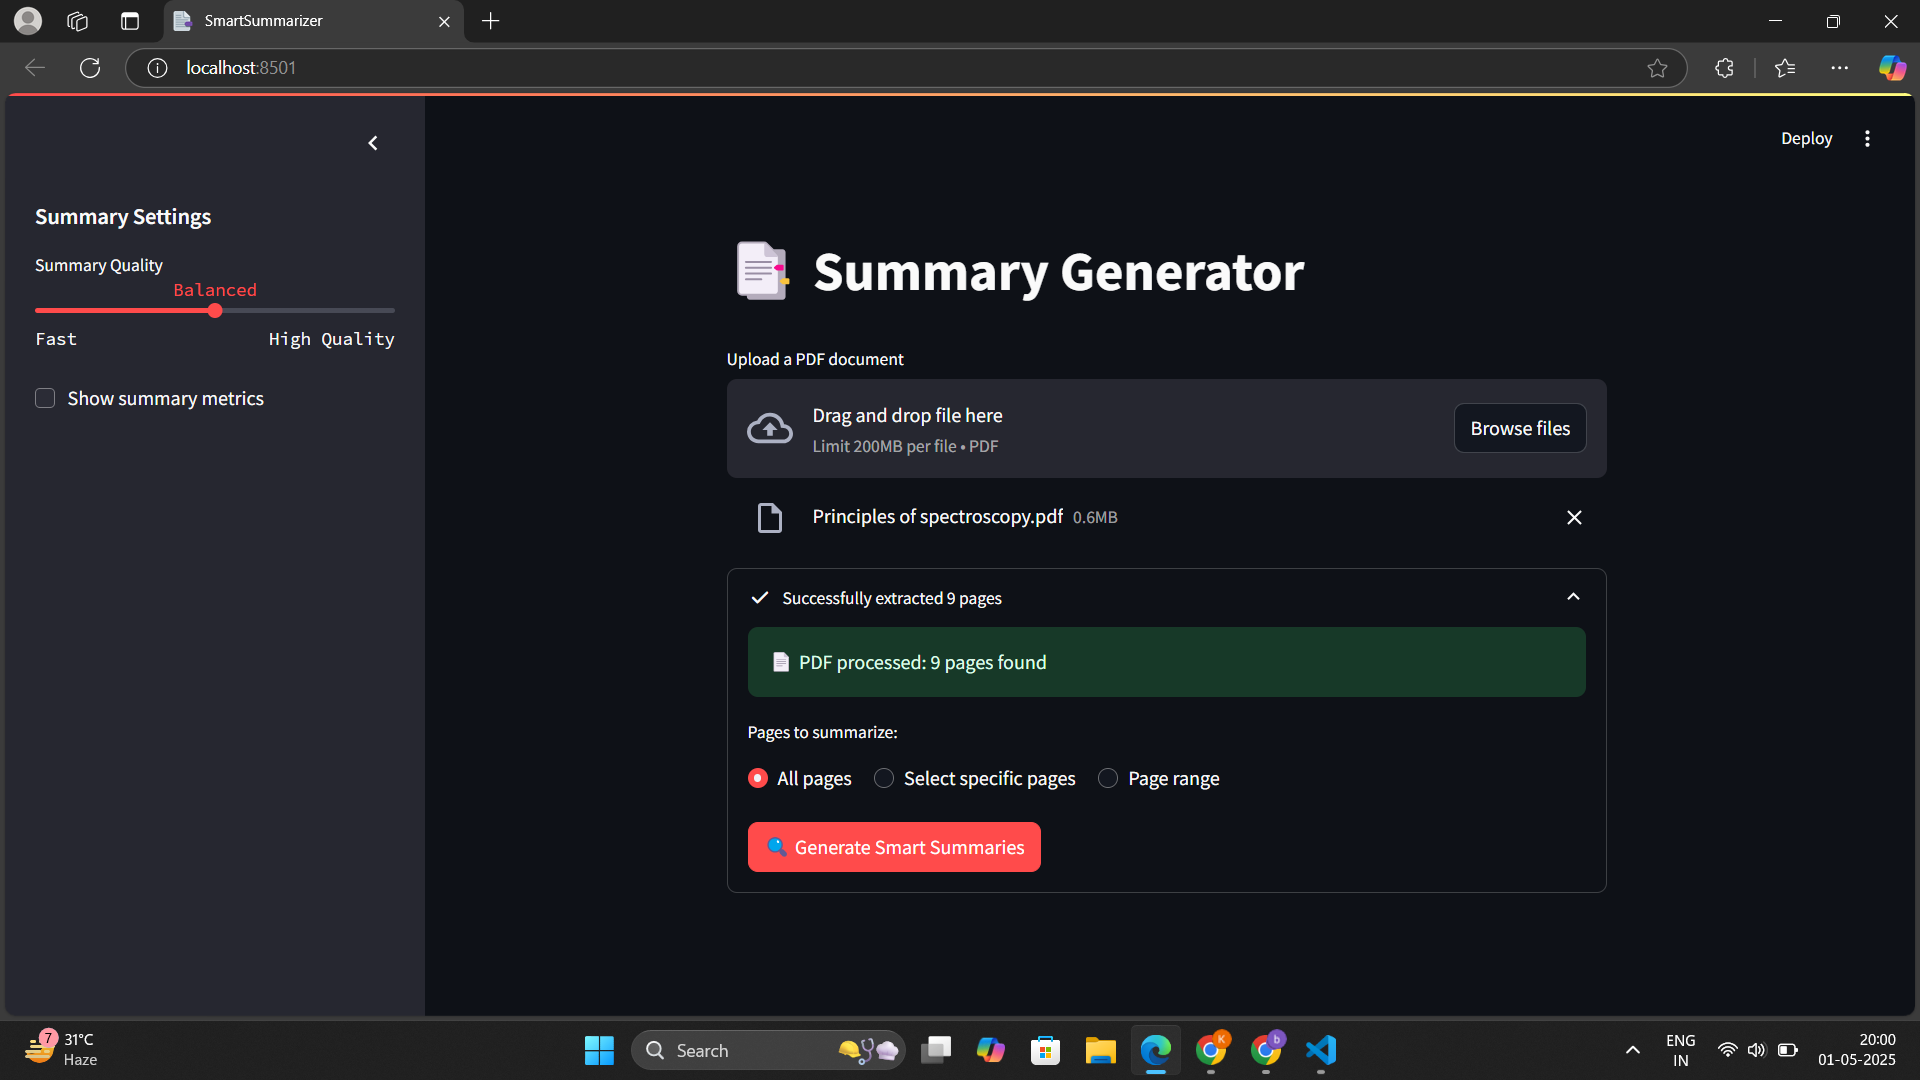 SmartSummarizer
localhost:8501
Deploy
Summary Settings
Summary Quality
Balanced
Fast
High Quality
Show summary metrics
Summary Generator
Upload a PDF document
Drag and drop file here
Limit 200MB per file • PDF
Browse files
Principles of spectroscopy.pdf 0.6MB
Successfully extracted 9 pages
PDF processed: 9 pages found
Pages to summarize:
All pages
Select specific pages
Page range
Generate Smart Summaries
7
31°C
Haze
Search
K
b
ENG
IN
20:00
01-05-2025